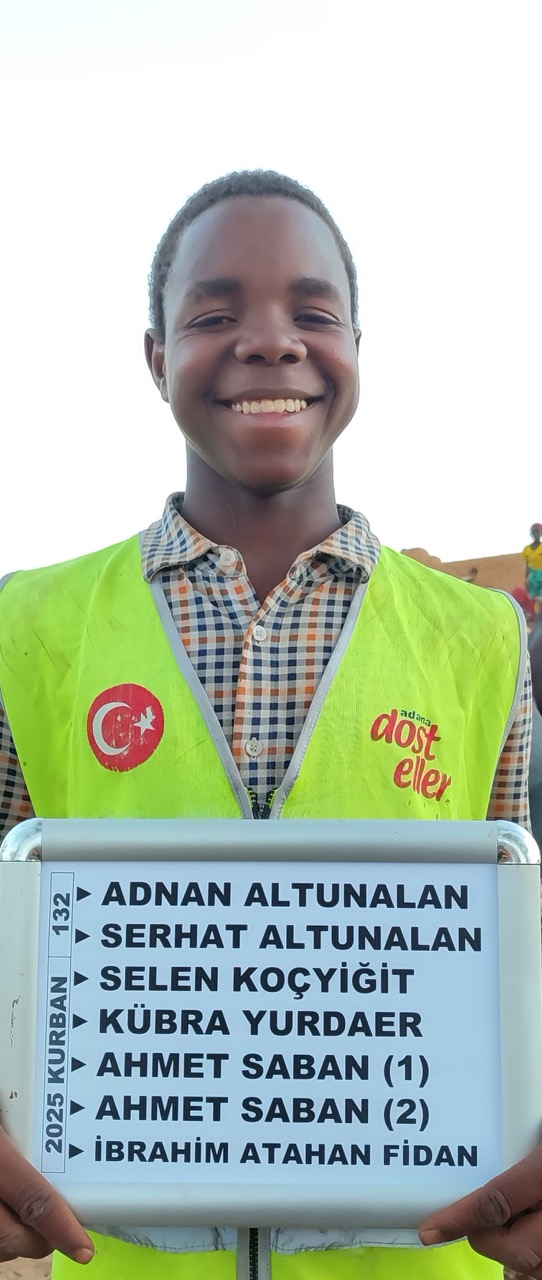 adana
dost
eller
2025 KURBAN 132
ADNAN ALTUNALAN
SERHAT ALTUNALAN
SELEN KOÇYİĞİT
KÜBRA YURDAER
AHMET SABAN (1)
AHMET SABAN (2)
İBRAHİM ATAHAN FİDAN